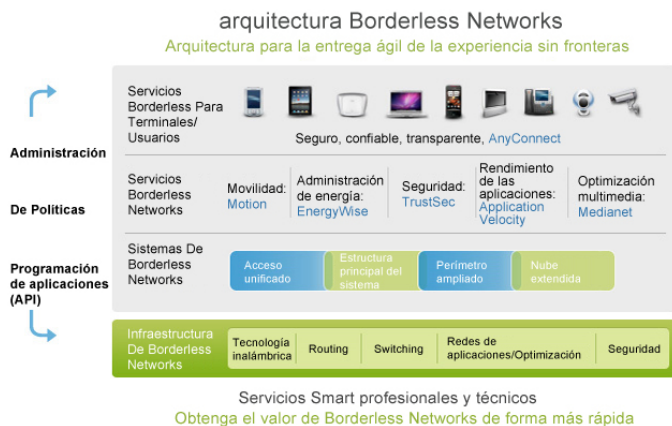 arquitectura Borderless Networks
Arquitectura para la entrega ágil de la experiencia sin fronteras
Administración
De Políticas
Programación
de aplicaciones
(API)
Servicios
Borderless Para
Terminales/
Usuarios
Seguro, confiable, transparente, AnyConnect
Servicios
Borderless
Networks
Movilidad:
Motion
Administración
de energía:
EnergyWise
Seguridad:
TrustSec
Rendimiento
de las
aplicaciones:
Application
Velocity
Optimización
multimedia:
Medianet
Sistemas De
Borderless
Networks
Acceso
unificado
Estructura
principal del
sistema
Perímetro
ampliado
Nube
extendida
Infraestructura
De Borderless
Networks
Tecnología
inalámbrica
Routing
Switching
Redes de
aplicaciones/Optimización
Seguridad
Servicios Smart profesionales y técnicos
Obtenga el valor de Borderless Networks de forma más rápida